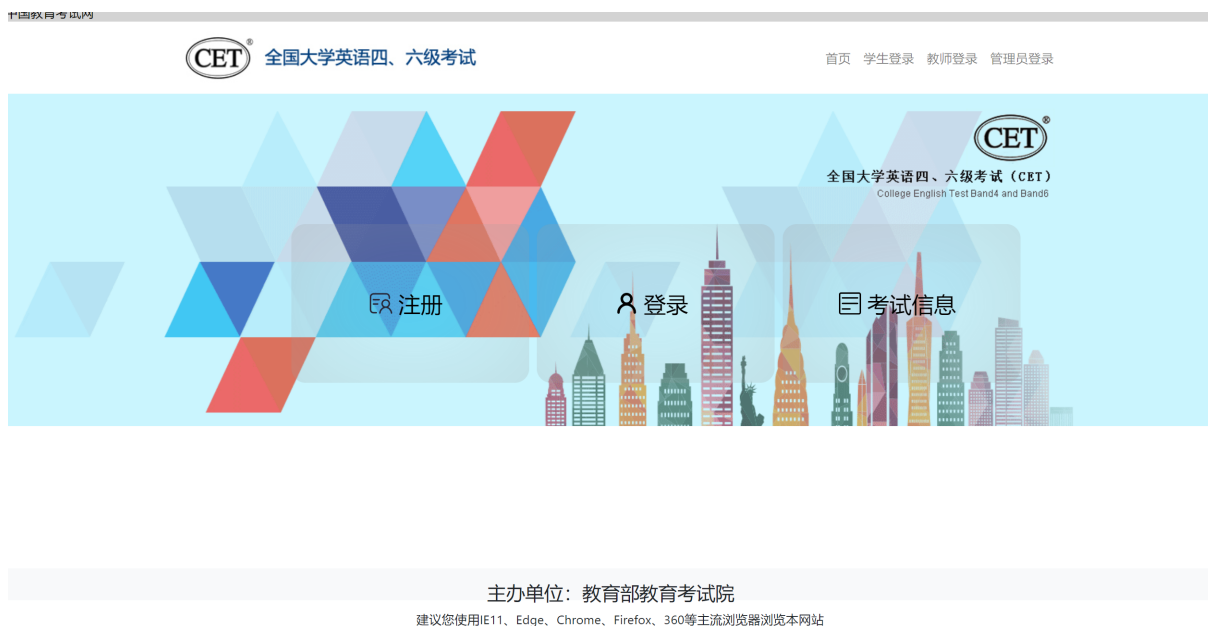 中国教育考试网
CET® 全国大学英语四、六级考试
首页 学生登录 教师登录 管理员登录
CET®
全国大学英语四、六级考试（CET）
College English Test Band4 and Band6
注册 登录 考试信息
主办单位：教育部教育考试院
建议您使用IE11、Edge、Chrome、Firefox、360等主流浏览器浏览本网站